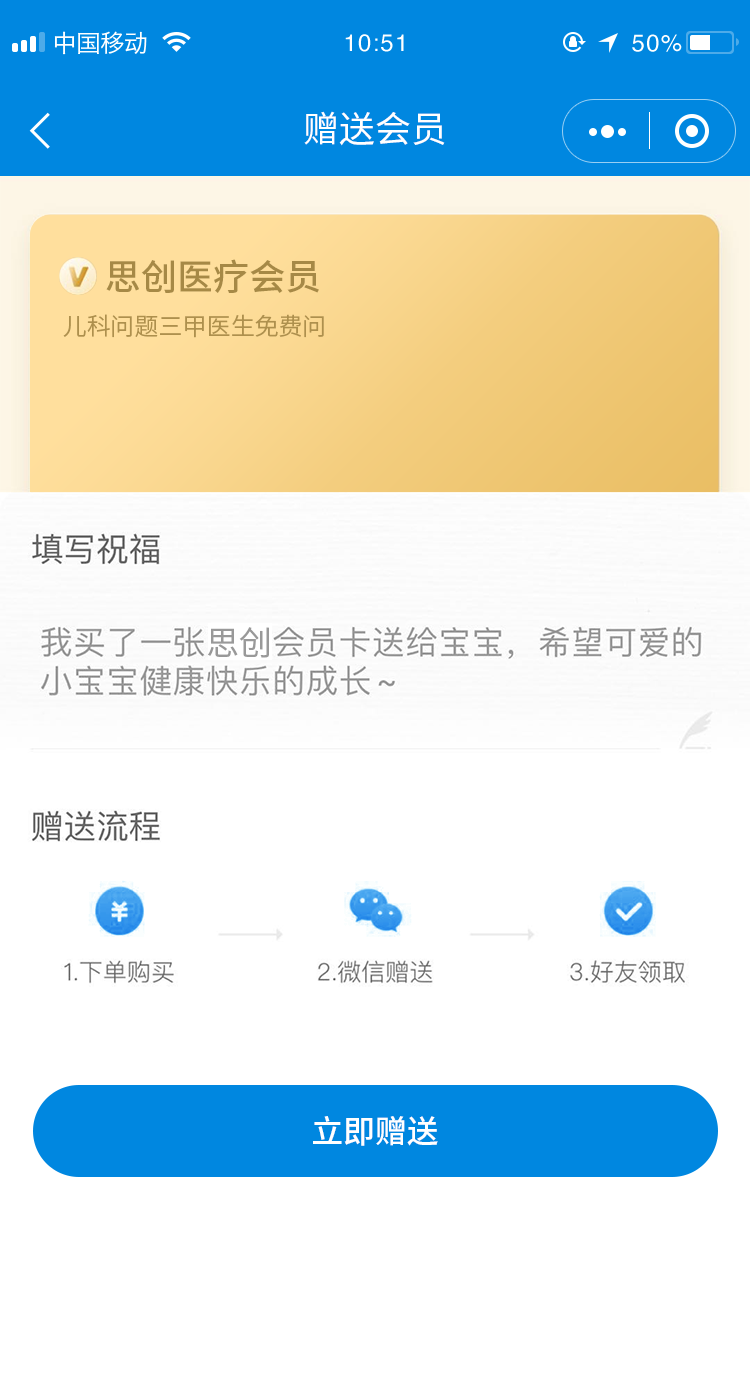 中国移动
10:51
50%
赠送会员
V 思创医疗会员
儿科问题三甲医生免费问
填写祝福
我买了一张思创会员卡送给宝宝，希望可爱的
小宝宝健康快乐的成长~
赠送流程
¥
1.下单购买
2.微信赠送
3.好友领取
立即赠送